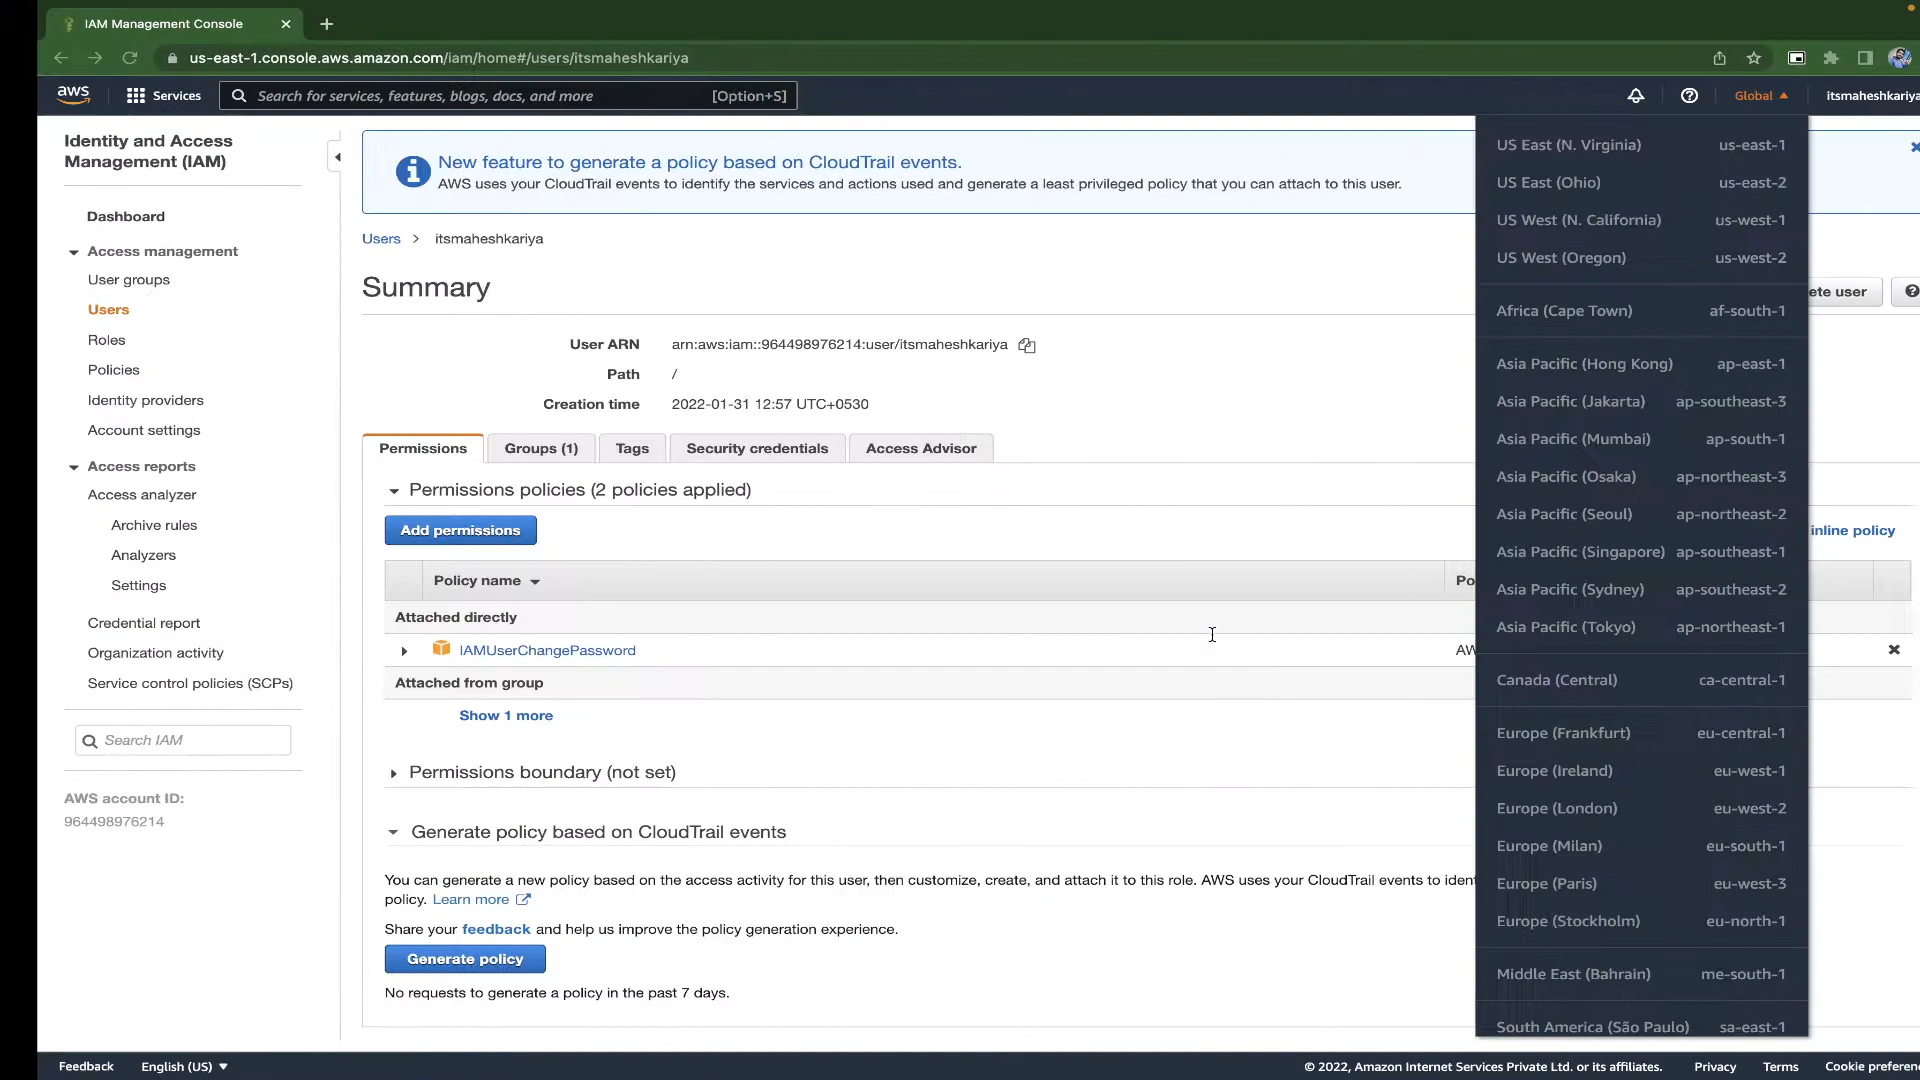 IAM Management Console
us-east-1.console.aws.amazon.com/iam/home#/users/itsmaheshkariya
aws
Services
Search for services, features, blogs, docs, and more
[Option+S]
Global
itsmaheshkariya
Identity and Access
Management (IAM)
Dashboard
Access management
User groups
Users
Roles
Policies
Identity providers
Account settings
Access reports
Access analyzer
Archive rules
Analyzers
Settings
Credential report
Organization activity
Service control policies (SCPs)
Search IAM
AWS account ID:
964498976214
New feature to generate a policy based on CloudTrail events.
AWS uses your CloudTrail events to identify the services and actions used and generate a least privileged policy that you can attach to this user.
Users > itsmaheshkariya
Summary
ete user
User ARN arn:aws:iam::964498976214:user/itsmaheshkariya
Path /
Creation time 2022-01-31 12:57 UTC+0530
Permissions
Groups (1)
Tags
Security credentials
Access Advisor
Permissions policies (2 policies applied)
Add permissions
inline policy
Policy name
Po
Attached directly
IAMUserChangePassword
AW
Attached from group
Show 1 more
Permissions boundary (not set)
Generate policy based on CloudTrail events
You can generate a new policy based on the access activity for this user, then customize, create, and attach it to this role. AWS uses your CloudTrail events to ident
policy. Learn more
Share your feedback and help us improve the policy generation experience.
Generate policy
No requests to generate a policy in the past 7 days.
US East (N. Virginia) us-east-1
US East (Ohio) us-east-2
US West (N. California) us-west-1
US West (Oregon) us-west-2
Africa (Cape Town) af-south-1
Asia Pacific (Hong Kong) ap-east-1
Asia Pacific (Jakarta) ap-southeast-3
Asia Pacific (Mumbai) ap-south-1
Asia Pacific (Osaka) ap-northeast-3
Asia Pacific (Seoul) ap-northeast-2
Asia Pacific (Singapore) ap-southeast-1
Asia Pacific (Sydney) ap-southeast-2
Asia Pacific (Tokyo) ap-northeast-1
Canada (Central) ca-central-1
Europe (Frankfurt) eu-central-1
Europe (Ireland) eu-west-1
Europe (London) eu-west-2
Europe (Milan) eu-south-1
Europe (Paris) eu-west-3
Europe (Stockholm) eu-north-1
Middle East (Bahrain) me-south-1
South America (São Paulo) sa-east-1
Feedback
English (US)
© 2022, Amazon Internet Services Private Ltd. or its affiliates.
Privacy
Terms
Cookie preferen